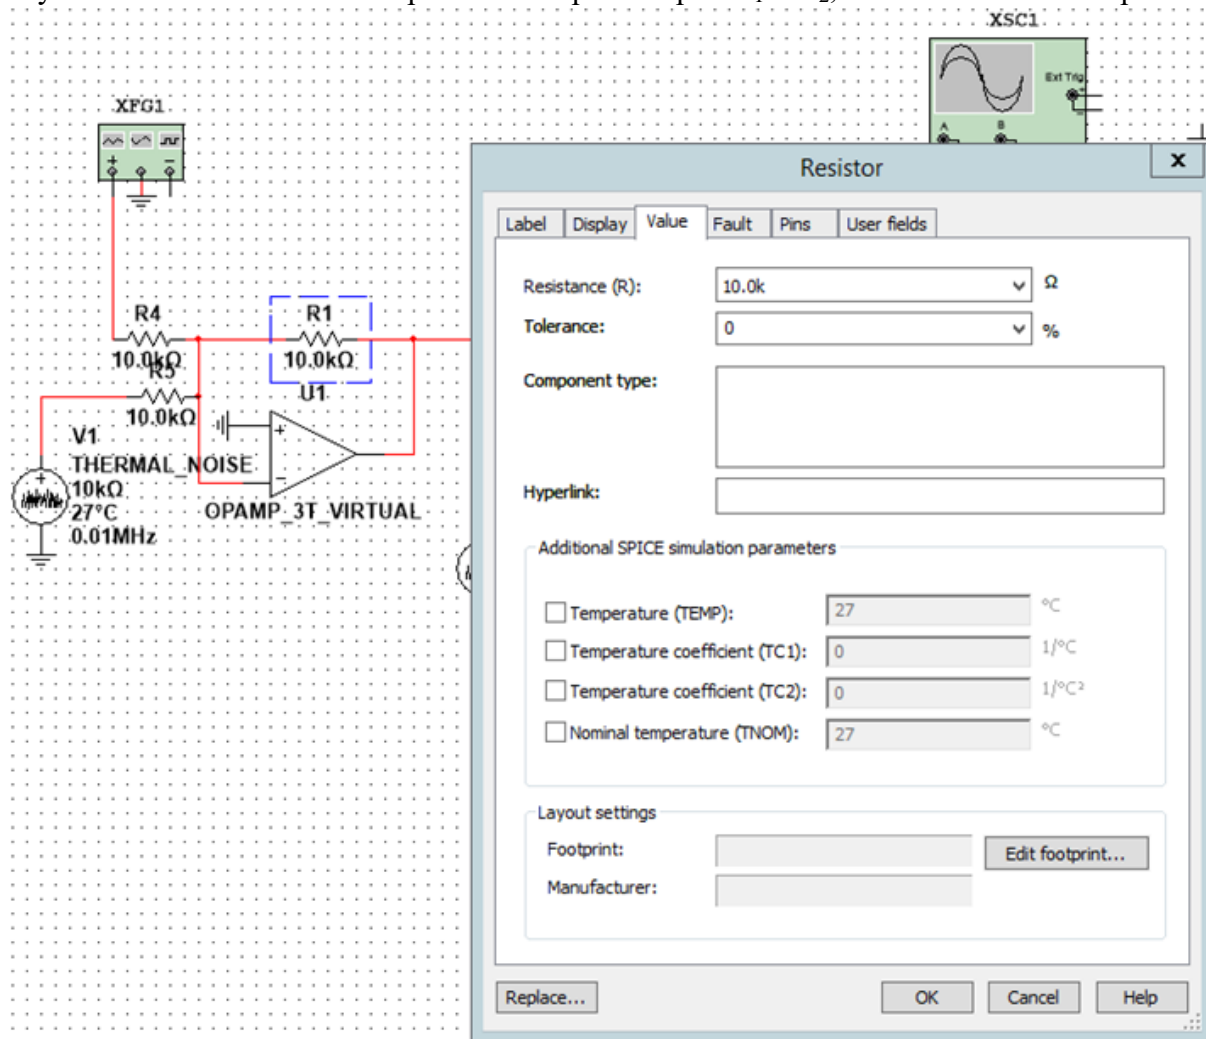 XSC1
Ext Trig
A B
XFG1
R4
10.0kΩ
R1
10.0kΩ
R5
10.0kΩ
U1
V1
THERMAL_NOISE
10kΩ
27°C
0.01MHz
OPAMP_3T_VIRTUAL
Resistor
x
Label Display Value Fault Pins User fields
Resistance (R): 10.0k Ω
Tolerance: 0 %
Component type:
Hyperlink:
Additional SPICE simulation parameters
Temperature (TEMP): 27 °C
Temperature coefficient (TC1): 0 1/°C
Temperature coefficient (TC2): 0 1/°C²
Nominal temperature (TNOM): 27 °C
Layout settings
Footprint: Edit footprint...
Manufacturer:
Replace... OK Cancel Help